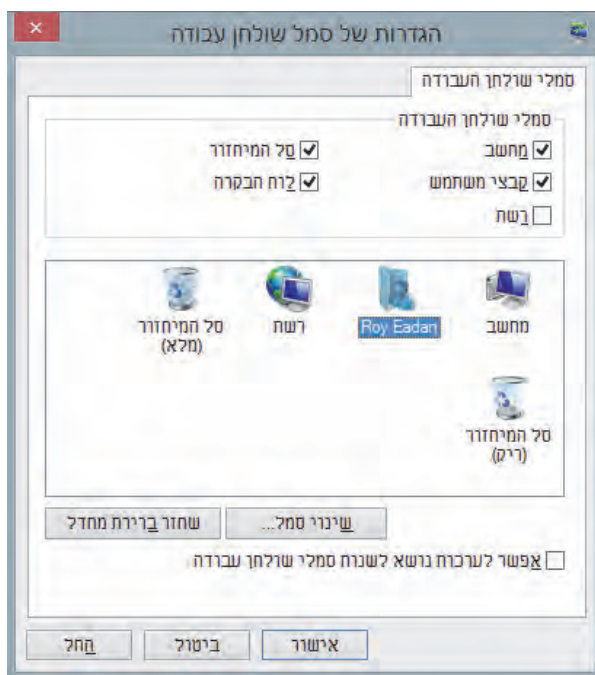 הגדרות של סמל שולחן עבודה
סמלי שולחן העבודה
סמלי שולחן העבודה
מחשב
סל המיחזור
קבצי משתמש
לוח הבקרה
רשת
מחשב
Roy Eadan
רשת
סל המיחזור
(מלא)
סל המיחזור
(ריק)
שינוי סמל...
שחזר ברירת מחדל
אפשר לערכות נושא לשנות סמלי שולחן עבודה
אישור
ביטול
החל